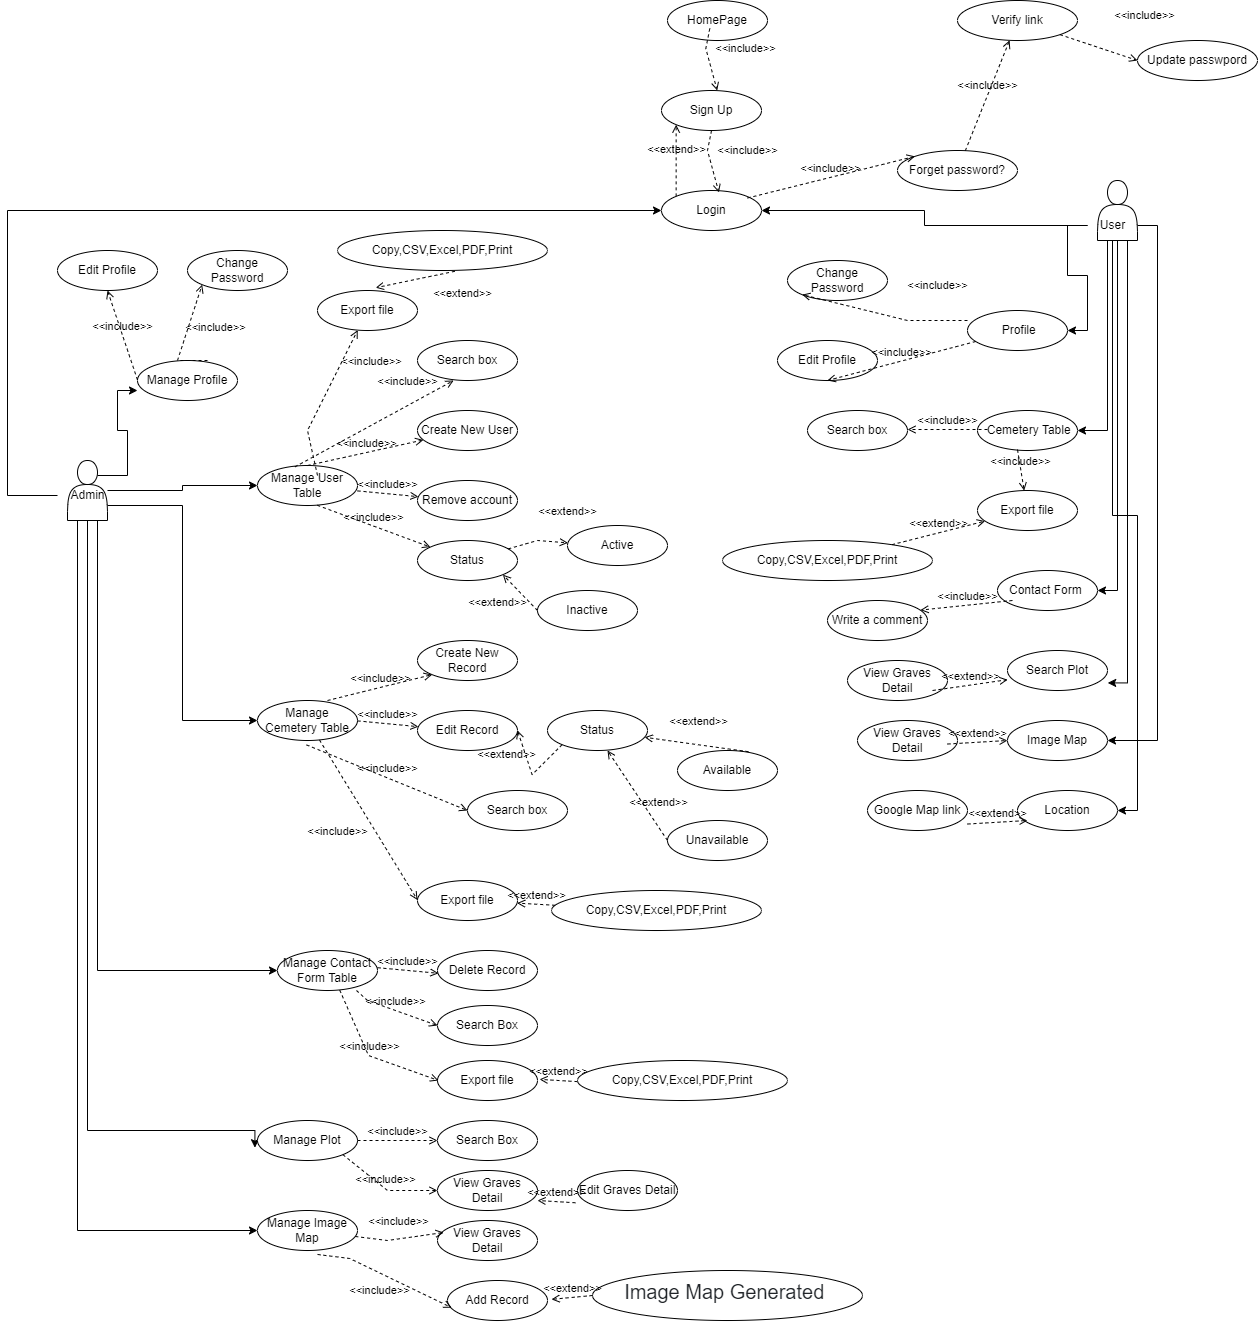 HomePage
<<include>>
Verify link
<<include>>
Update passwpord
<<include>>
Sign Up
<<extend>>
<<include>>
<<include>>
Forget password?
Login
User
Copy,CSV,Excel,PDF,Print
<<extend>>
Edit Profile
Change
Password
Export file
<<include>>
<<include>>
<<include>>
Manage Profile
Search box
<<include>>
Create New User
<<include>>
Admin
Manage User
Table
<<include>>
Remove account
<<include>>
<<extend>>
Status
Active
<<extend>>
Inactive
Change
Password
<<include>>
Profile
Edit Profile
<<include>>
Search box
<<include>>
Cemetery Table
<<include>>
Export file
<<extend>>
Copy,CSV,Excel,PDF,Print
Contact Form
<<include>>
Write a comment
View Graves
Detail
<<extend>>
Search Plot
View Graves
Detail
<<extend>>
Image Map
Google Map link
<<extend>>
Location
Create New
Record
<<include>>
Manage
Cemetery Table
<<include>>
Edit Record
<<extend>>
Status
<<extend>>
Available
<<include>>
Search box
<<extend>>
Unavailable
<<include>>
Export file
<<extend>>
Copy,CSV,Excel,PDF,Print
Manage Contact
Form Table
<<include>>
Delete Record
<<include>>
Search Box
<<include>>
Export file
<<extend>>
Copy,CSV,Excel,PDF,Print
Manage Plot
<<include>>
Search Box
<<include>>
View Graves
Detail
<<extend>>
Edit Graves Detail
Manage Image
Map
<<include>>
View Graves
Detail
<<include>>
Add Record
<<extend>>
Image Map Generated